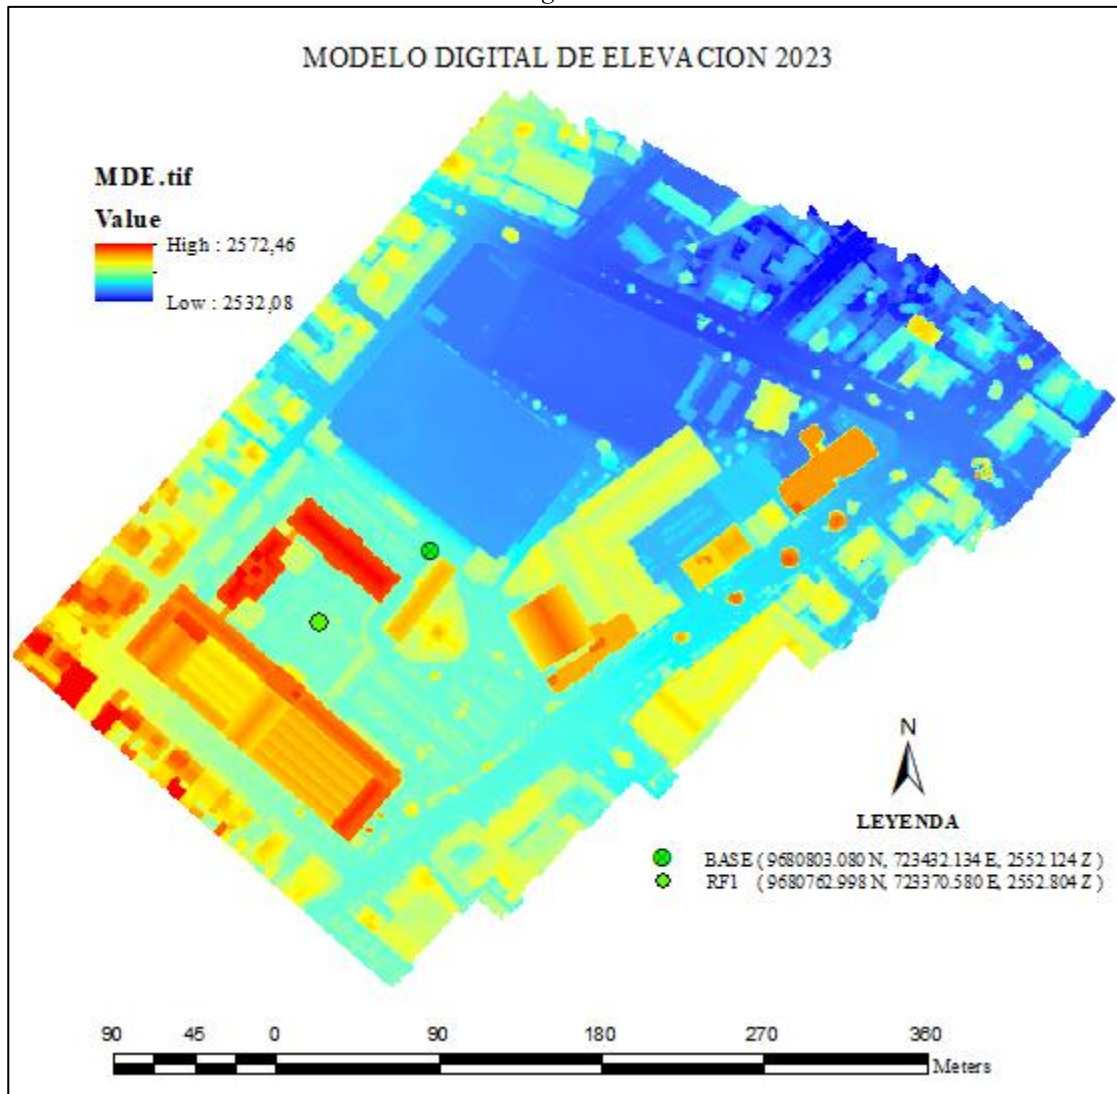 MODELO DIGITAL DE ELEVACION 2023
MDE.tif
Value
High : 2572,46
Low : 2532,08
N
LEYENDA
BASE ( 9680803.080 N, 723432.134 E, 2552.124 Z )
RF1 ( 9680762.998 N, 723370.580 E, 2552.804 Z )
90 45 0 90 180 270 360
Meters